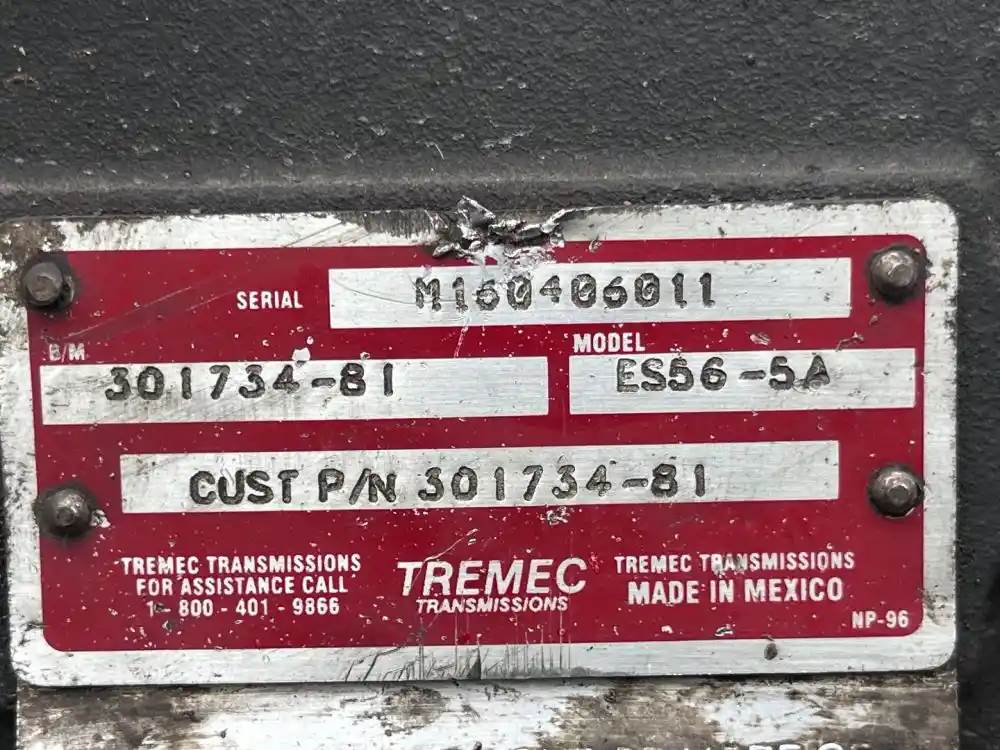 SERIAL M160406011
B/M MODEL
301734-81 ES56-5A
CUST P/N 301734-81
TREMEC TRANSMISSIONS
FOR ASSISTANCE CALL
1-800-401-9866
TREMEC
TRANSMISSIONS
TREMEC TRANSMISSIONS
MADE IN MEXICO
NP-96